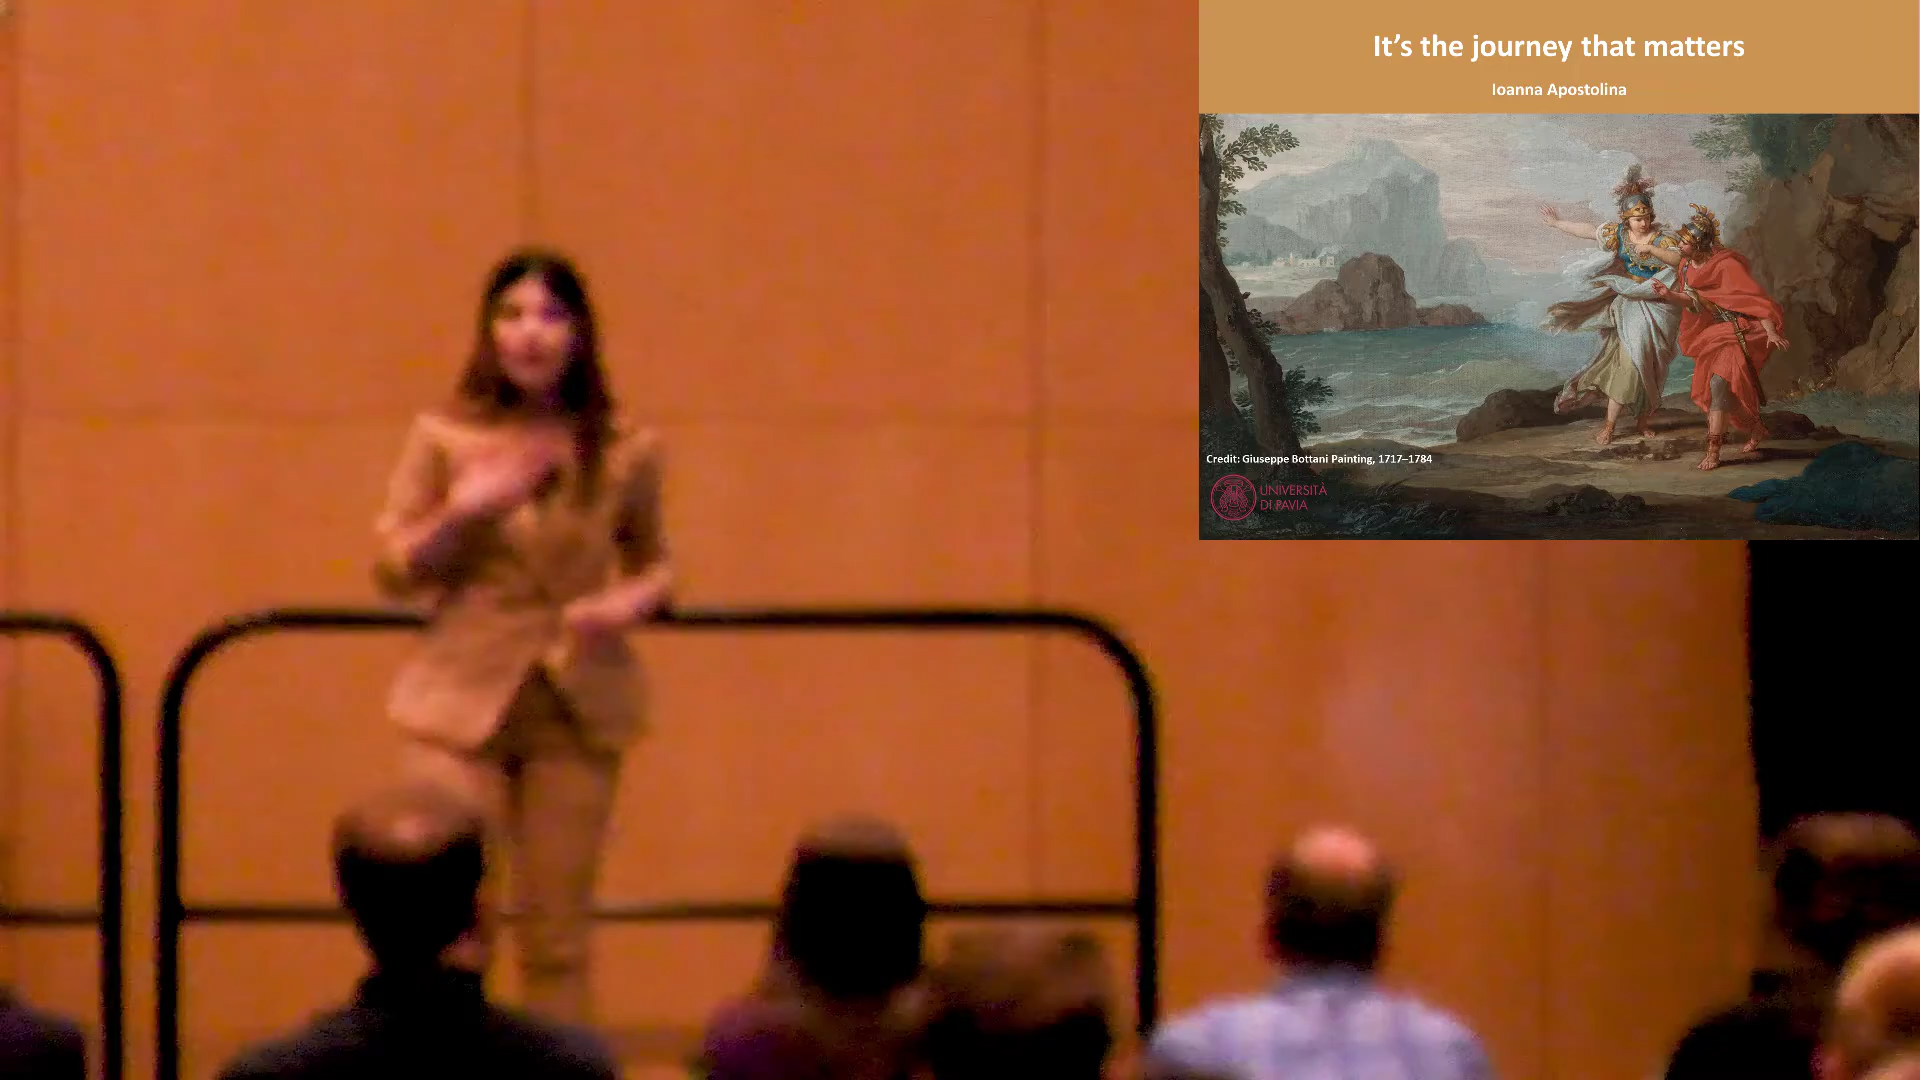 It's the journey that matters
Ioanna Apostolina
Credit: Giuseppe Bottani Painting, 1717–1784
UNIVERSITÀ
DI PAVIA